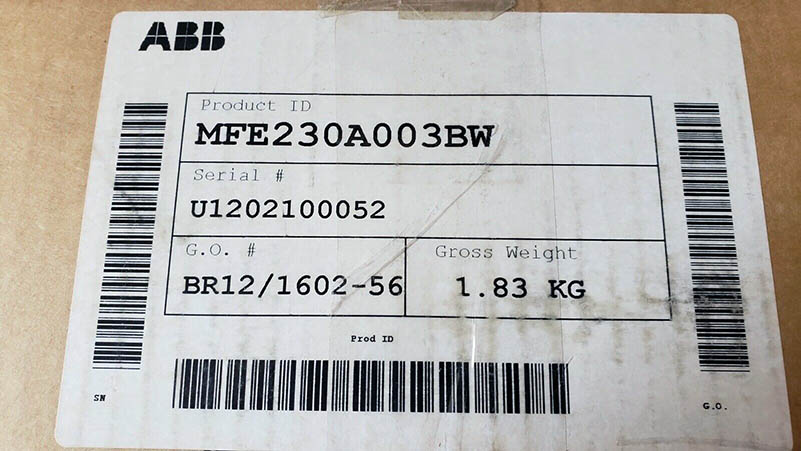 ABB
Product ID
MFE230A003BW
Serial #
U1202100052
G.O. #
BR12/1602-56
Gross Weight
1.83 KG
Prod ID
SN
G.O.